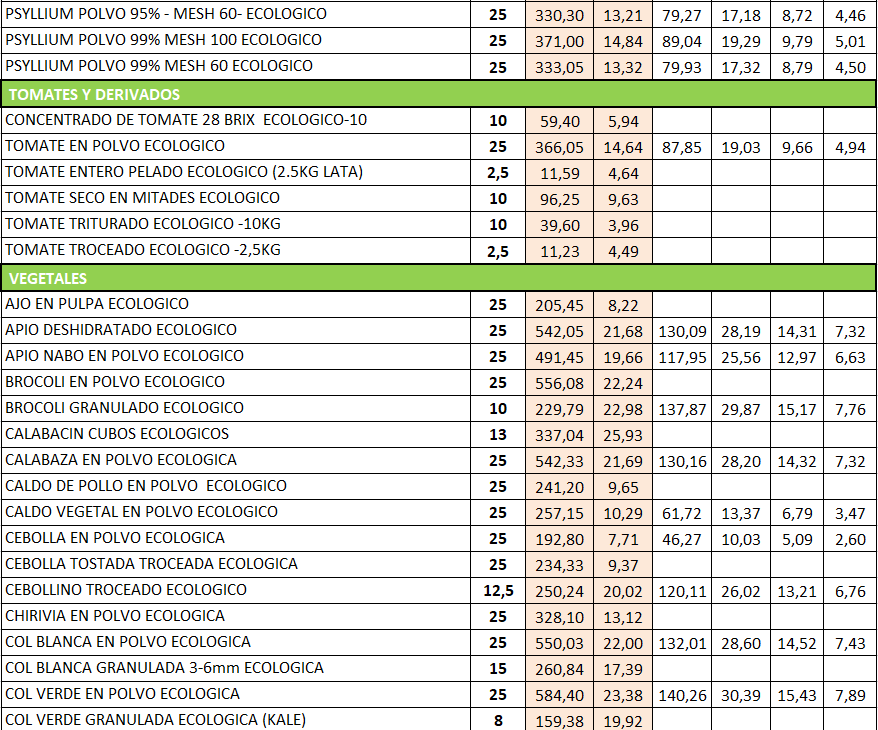 PSYLLIUM POLVO 95% - MESH 60- ECOLOGICO 25 330,30 13,21 79,27 17,18 8,72 4,46
PSYLLIUM POLVO 99% MESH 100 ECOLOGICO 25 371,00 14,84 89,04 19,29 9,79 5,01
PSYLLIUM POLVO 99% MESH 60 ECOLOGICO 25 333,05 13,32 79,93 17,32 8,79 4,50
TOMATES Y DERIVADOS
CONCENTRADO DE TOMATE 28 BRIX ECOLOGICO-10 10 59,40 5,94
TOMATE EN POLVO ECOLOGICO 25 366,05 14,64 87,85 19,03 9,66 4,94
TOMATE ENTERO PELADO ECOLOGICO (2.5KG LATA) 2,5 11,59 4,64
TOMATE SECO EN MITADES ECOLOGICO 10 96,25 9,63
TOMATE TRITURADO ECOLOGICO -10KG 10 39,60 3,96
TOMATE TROCEADO ECOLOGICO -2,5KG 2,5 11,23 4,49
VEGETALES
AJO EN PULPA ECOLOGICO 25 205,45 8,22
APIO DESHIDRATADO ECOLOGICO 25 542,05 21,68 130,09 28,19 14,31 7,32
APIO NABO EN POLVO ECOLOGICO 25 491,45 19,66 117,95 25,56 12,97 6,63
BROCOLI EN POLVO ECOLOGICO 25 556,08 22,24
BROCOLI GRANULADO ECOLOGICO 10 229,79 22,98 137,87 29,87 15,17 7,76
CALABACIN CUBOS ECOLOGICOS 13 337,04 25,93
CALABAZA EN POLVO ECOLOGICA 25 542,33 21,69 130,16 28,20 14,32 7,32
CALDO DE POLLO EN POLVO ECOLOGICO 25 241,20 9,65
CALDO VEGETAL EN POLVO ECOLOGICO 25 257,15 10,29 61,72 13,37 6,79 3,47
CEBOLLA EN POLVO ECOLOGICA 25 192,80 7,71 46,27 10,03 5,09 2,60
CEBOLLA TOSTADA TROCEADA ECOLOGICA 25 234,33 9,37
CEBOLLINO TROCEADO ECOLOGICO 12,5 250,24 20,02 120,11 26,02 13,21 6,76
CHIRIVIA EN POLVO ECOLOGICA 25 328,10 13,12
COL BLANCA EN POLVO ECOLOGICA 25 550,03 22,00 132,01 28,60 14,52 7,43
COL BLANCA GRANULADA 3-6mm ECOLOGICA 15 260,84 17,39
COL VERDE EN POLVO ECOLOGICA 25 584,40 23,38 140,26 30,39 15,43 7,89
COL VERDE GRANULADA ECOLOGICA (KALE) 8 159,38 19,92